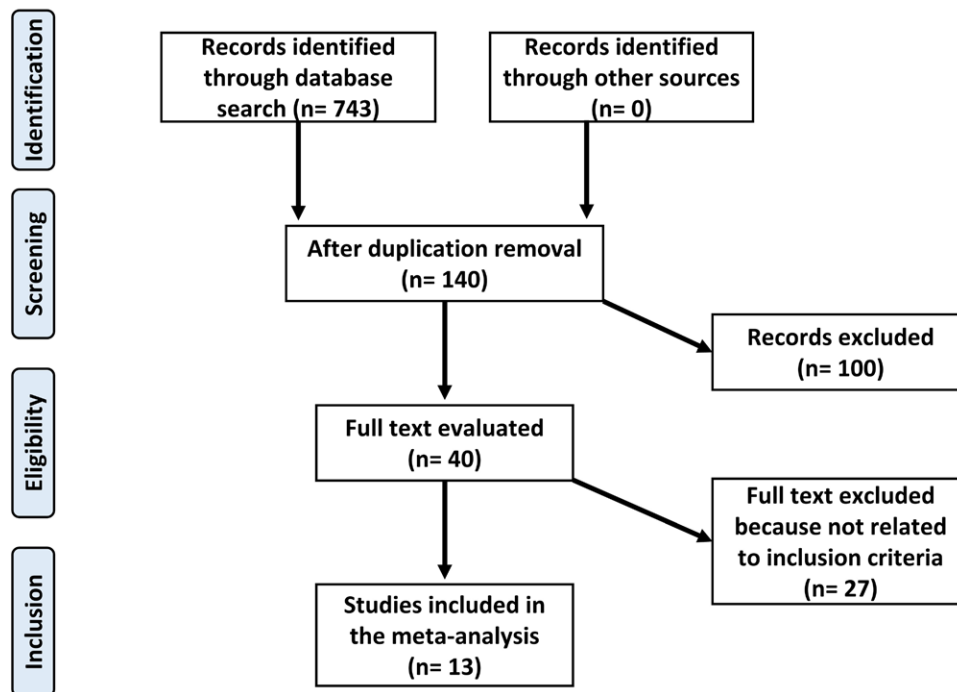 Identification
Records identified
through database
search (n= 743)
Records identified
through other sources
(n= 0)
Screening
After duplication removal
(n= 140)
Records excluded
(n= 100)
Eligibility
Full text evaluated
(n= 40)
Full text excluded
because not related
to inclusion criteria
(n= 27)
Inclusion
Studies included in
the meta-analysis
(n= 13)